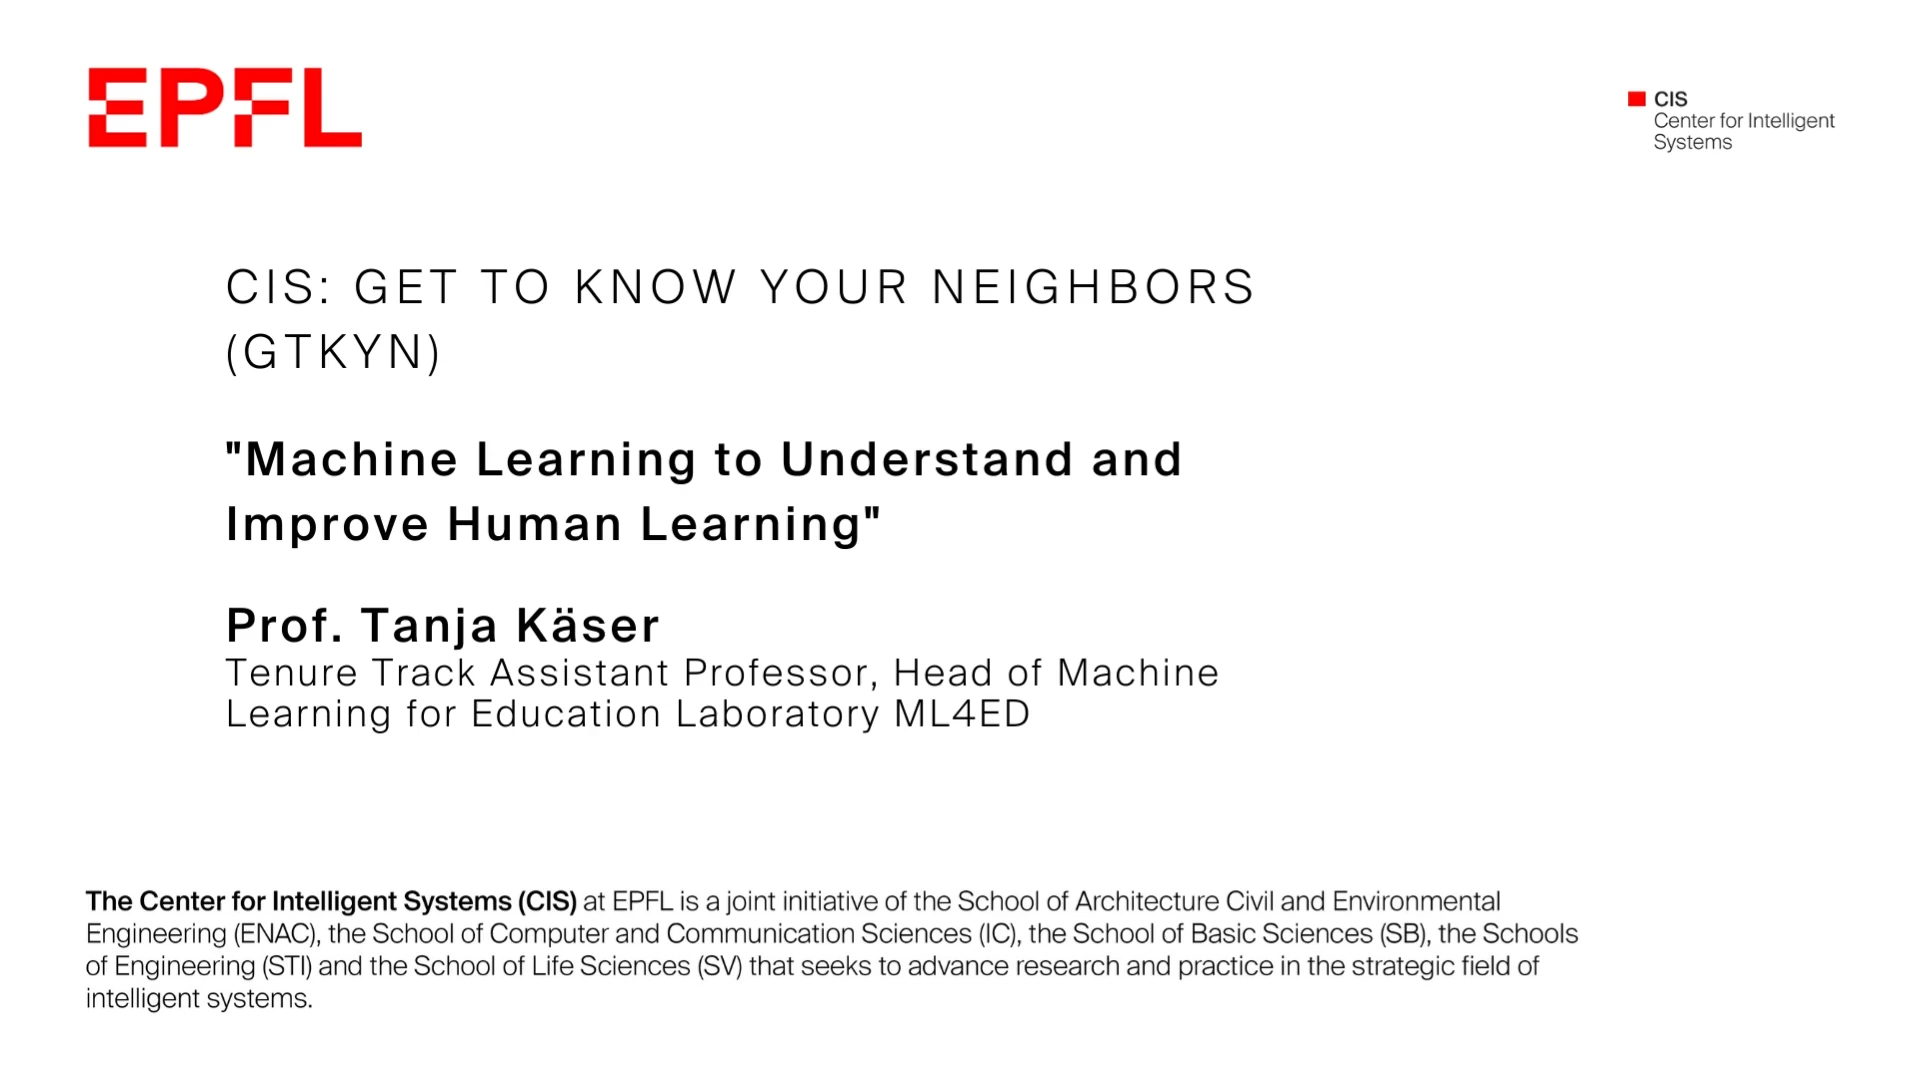 EPFL
CIS
Center for Intelligent
Systems
CIS: GET TO KNOW YOUR NEIGHBORS
(GTKYN)
"Machine Learning to Understand and
Improve Human Learning"
Prof. Tanja Käser
Tenure Track Assistant Professor, Head of Machine
Learning for Education Laboratory ML4ED
The Center for Intelligent Systems (CIS) at EPFL is a joint initiative of the School of Architecture Civil and Environmental
Engineering (ENAC), the School of Computer and Communication Sciences (IC), the School of Basic Sciences (SB), the Schools
of Engineering (STI) and the School of Life Sciences (SV) that seeks to advance research and practice in the strategic field of
intelligent systems.